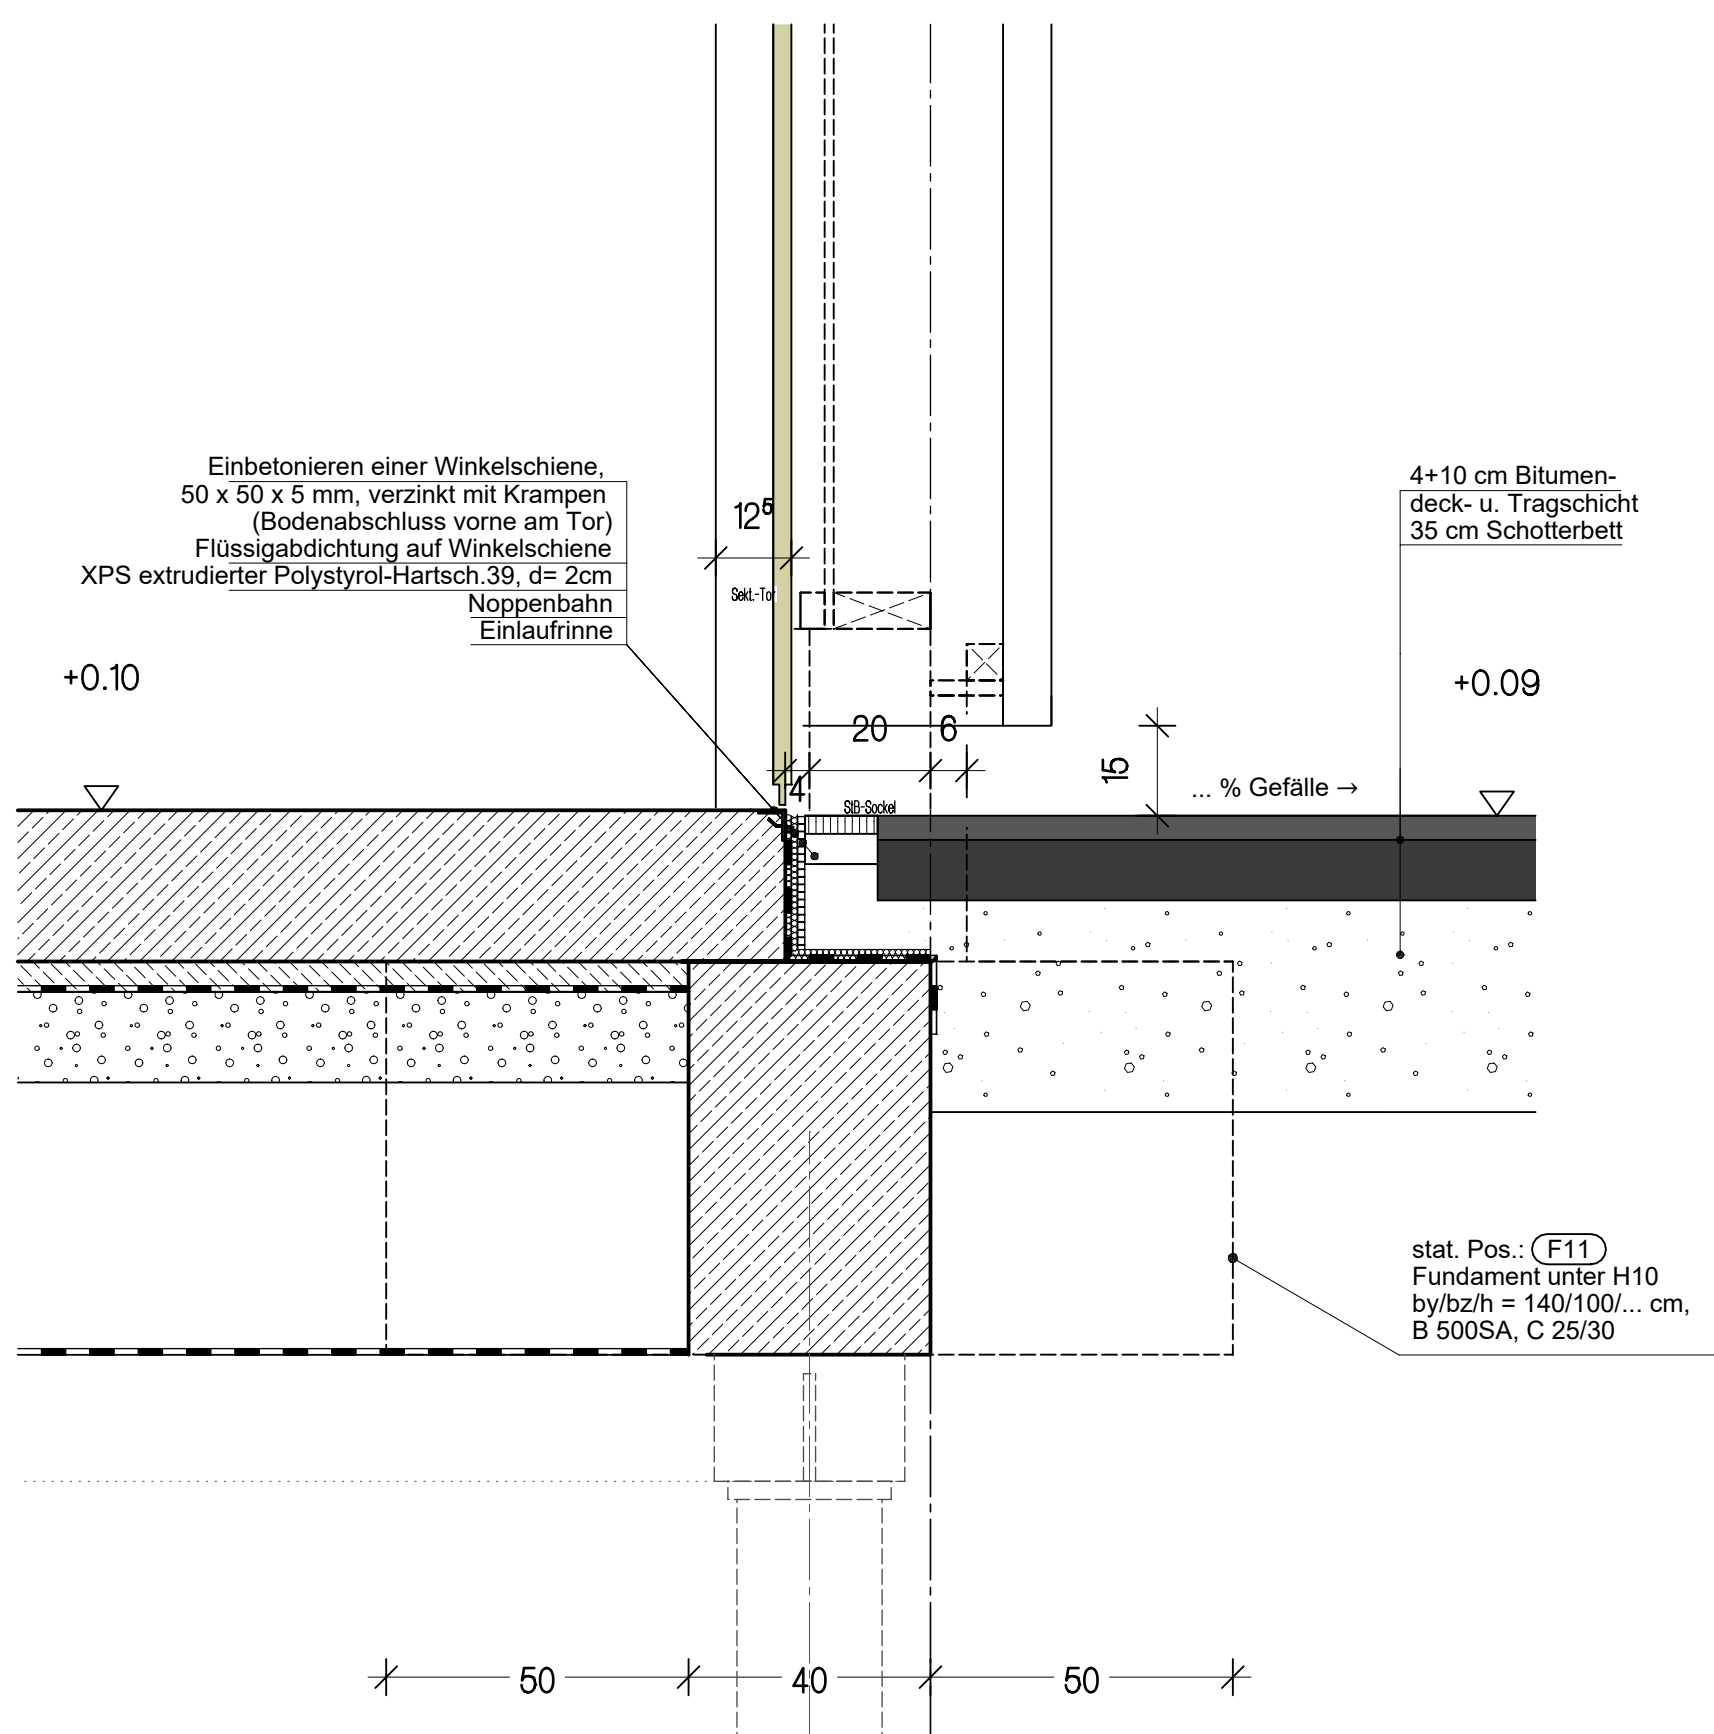 Einbetonieren einer Winkelschiene,
50 x 50 x 5 mm, verzinkt mit Krampen
(Bodenabschluss vorne am Tor)
Flüssigabdichtung auf Winkelschiene
XPS extrudierter Polystyrol-Hartsch.39, d= 2cm
Noppenbahn
Einlaufrinne
12⁵
Sekt.-Tor
4+10 cm Bitumen-
deck- u. Tragschicht
35 cm Schotterbett
+0.10
+0.09
20
6
4
15
StB-Sockel
... % Gefälle →
stat. Pos.: F11
Fundament unter H10
by/bz/h = 140/100/... cm,
B 500SA, C 25/30
50
40
50